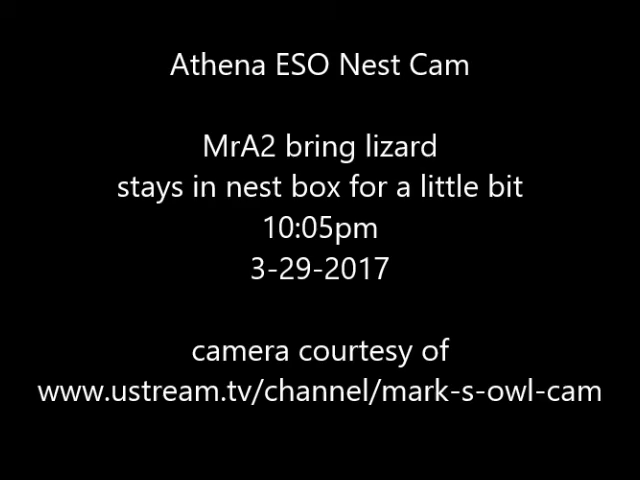 Athena ESO Nest Cam
MrA2 bring lizard
stays in nest box for a little bit
10:05pm
3-29-2017
camera courtesy of
www.ustream.tv/channel/mark-s-owl-cam